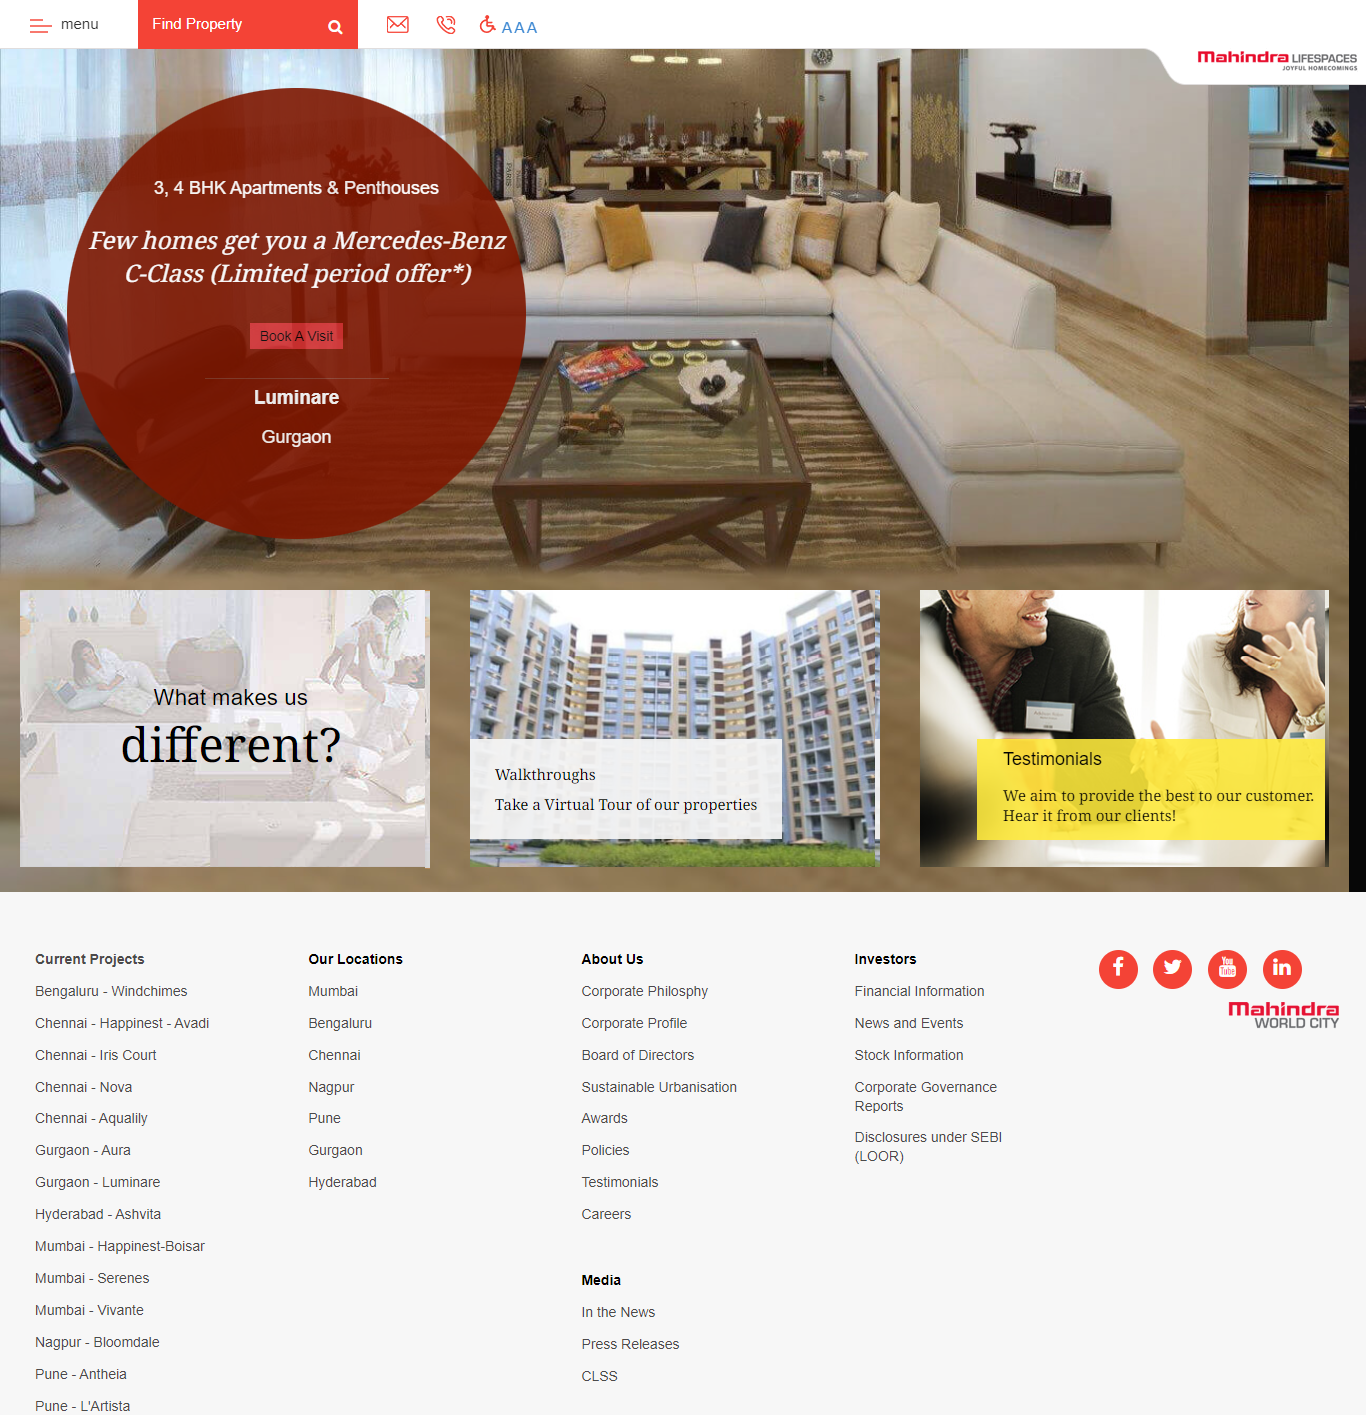 menu
Find Property
AAA
Mahindra LIFESPACES
JOYFUL HOMECOMINGS
3, 4 BHK Apartments & Penthouses
Few homes get you a Mercedes-Benz
C-Class (Limited period offer*)
Book A Visit
Luminare
Gurgaon
What makes us
different?
Walkthroughs
Take a Virtual Tour of our properties
Testimonials
We aim to provide the best to our customer.
Hear it from our clients!
Current Projects
Bengaluru - Windchimes
Chennai - Happinest - Avadi
Chennai - Iris Court
Chennai - Nova
Chennai - Aqualily
Gurgaon - Aura
Gurgaon - Luminare
Hyderabad - Ashvita
Mumbai - Happinest-Boisar
Mumbai - Serenes
Mumbai - Vivante
Nagpur - Bloomdale
Pune - Antheia
Pune - L'Artista
Our Locations
Mumbai
Bengaluru
Chennai
Nagpur
Pune
Gurgaon
Hyderabad
About Us
Corporate Philosphy
Corporate Profile
Board of Directors
Sustainable Urbanisation
Awards
Policies
Testimonials
Careers
Media
In the News
Press Releases
CLSS
Investors
Financial Information
News and Events
Stock Information
Corporate Governance
Reports
Disclosures under SEBI
(LOOR)
You
Tube
in
Mahindra
WORLD CITY